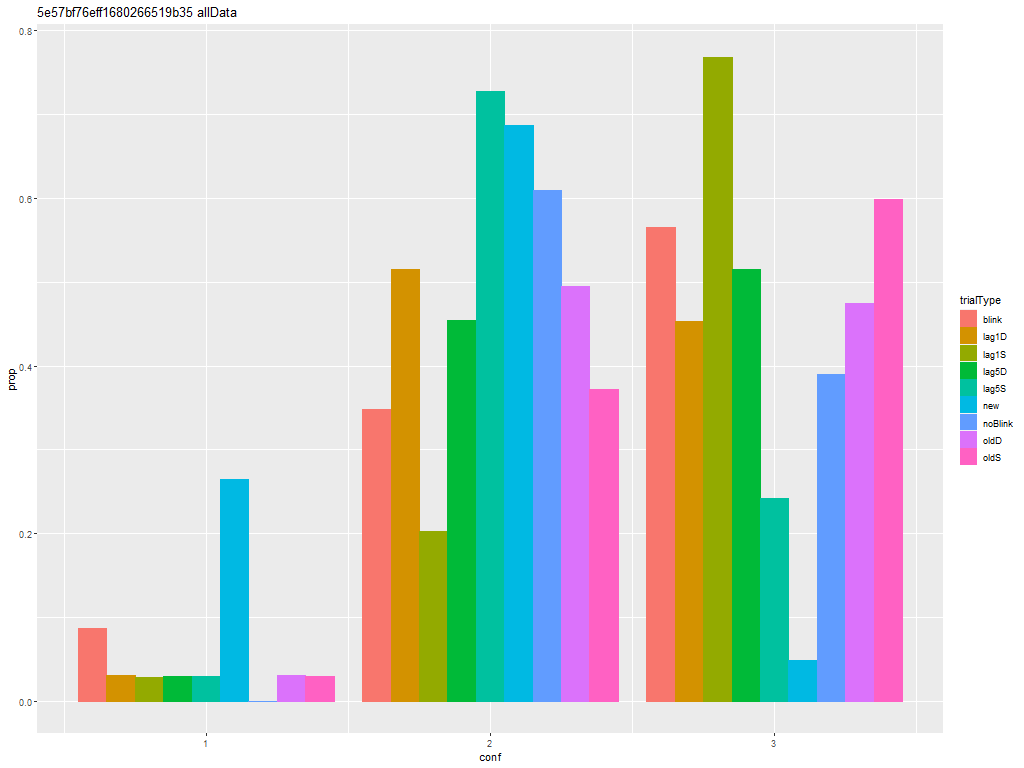 5e57bf76eff1680266519b35 allData
0.8
0.6
0.4
0.2
0.0
prop
1 2 3
conf
trialType
blink
lag1D
lag1S
lag5D
lag5S
new
noBlink
oldD
oldS